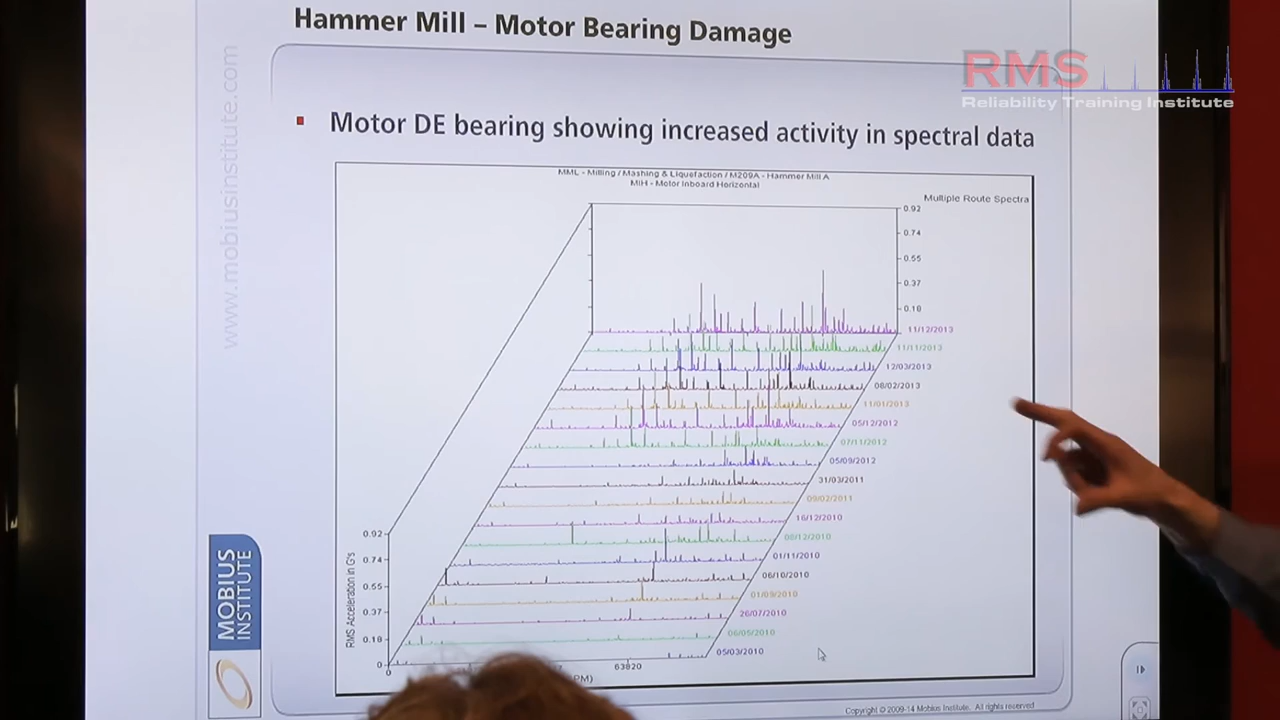 Hammer Mill – Motor Bearing Damage
RMS
Reliability Training Institute
www.mobiusinstitute.com
Motor DE bearing showing increased activity in spectral data
MML - Milling / Mashing & Liquefaction / M209A - Hammer Mill A
MIH - Motor Inboard Horizontal
Multiple Route Spectra
0.92
0.74
0.55
0.37
0.18
11/12/2013
11/11/2013
12/03/2013
06/02/2013
11/01/2013
05/12/2012
07/11/2012
05/09/2012
31/03/2011
09/02/2011
16/12/2010
08/12/2010
01/11/2010
06/10/2010
01/09/2010
26/07/2010
06/05/2010
05/03/2010
0.92
0.74
0.55
0.37
0.18
0
RMS Acceleration in G's
0
63820
PM)
MOBIUS
INSTITUTE
Copyright © 2009-14 Mobius Institute. All rights reserved